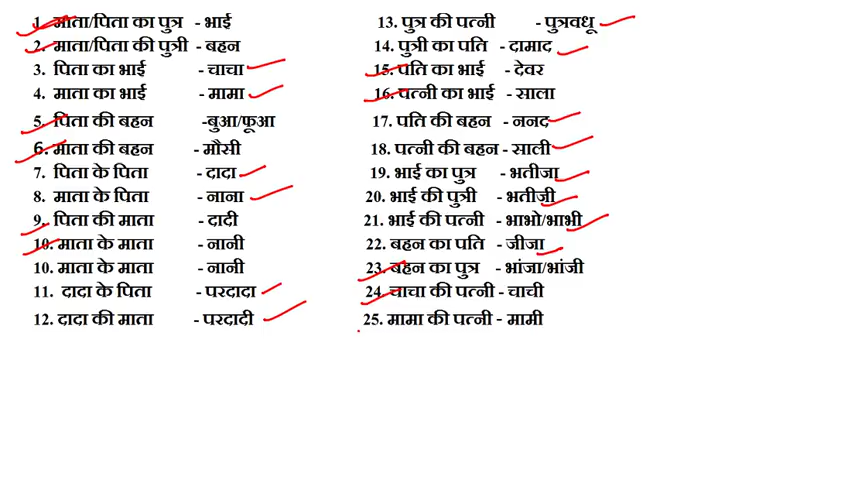 1. माता/पिता का पुत्र - भाई
2. माता/पिता की पुत्री - बहन
3. पिता का भाई - चाचा
4. माता का भाई - मामा
5. पिता की बहन -बुआ/फूआ
6. माता की बहन - मौसी
7. पिता के पिता - दादा
8. माता के पिता - नाना
9. पिता की माता - दादी
10. माता के माता - नानी
10. माता के माता - नानी
11. दादा के पिता - परदादा
12. दादा की माता - परदादी
13. पुत्र की पत्नी - पुत्रवधू
14. पुत्री का पति - दामाद
15. पति का भाई - देवर
16. पत्नी का भाई - साला
17. पति की बहन - ननद
18. पत्नी की बहन - साली
19. भाई का पुत्र - भतीजा
20. भाई की पुत्री - भतीजी
21. भाई की पत्नी - भाभो/भाभी
22. बहन का पति - जीजा
23. बहन का पुत्र - भांजा/भांजी
24. चाचा की पत्नी - चाची
25. मामा की पत्नी - मामी